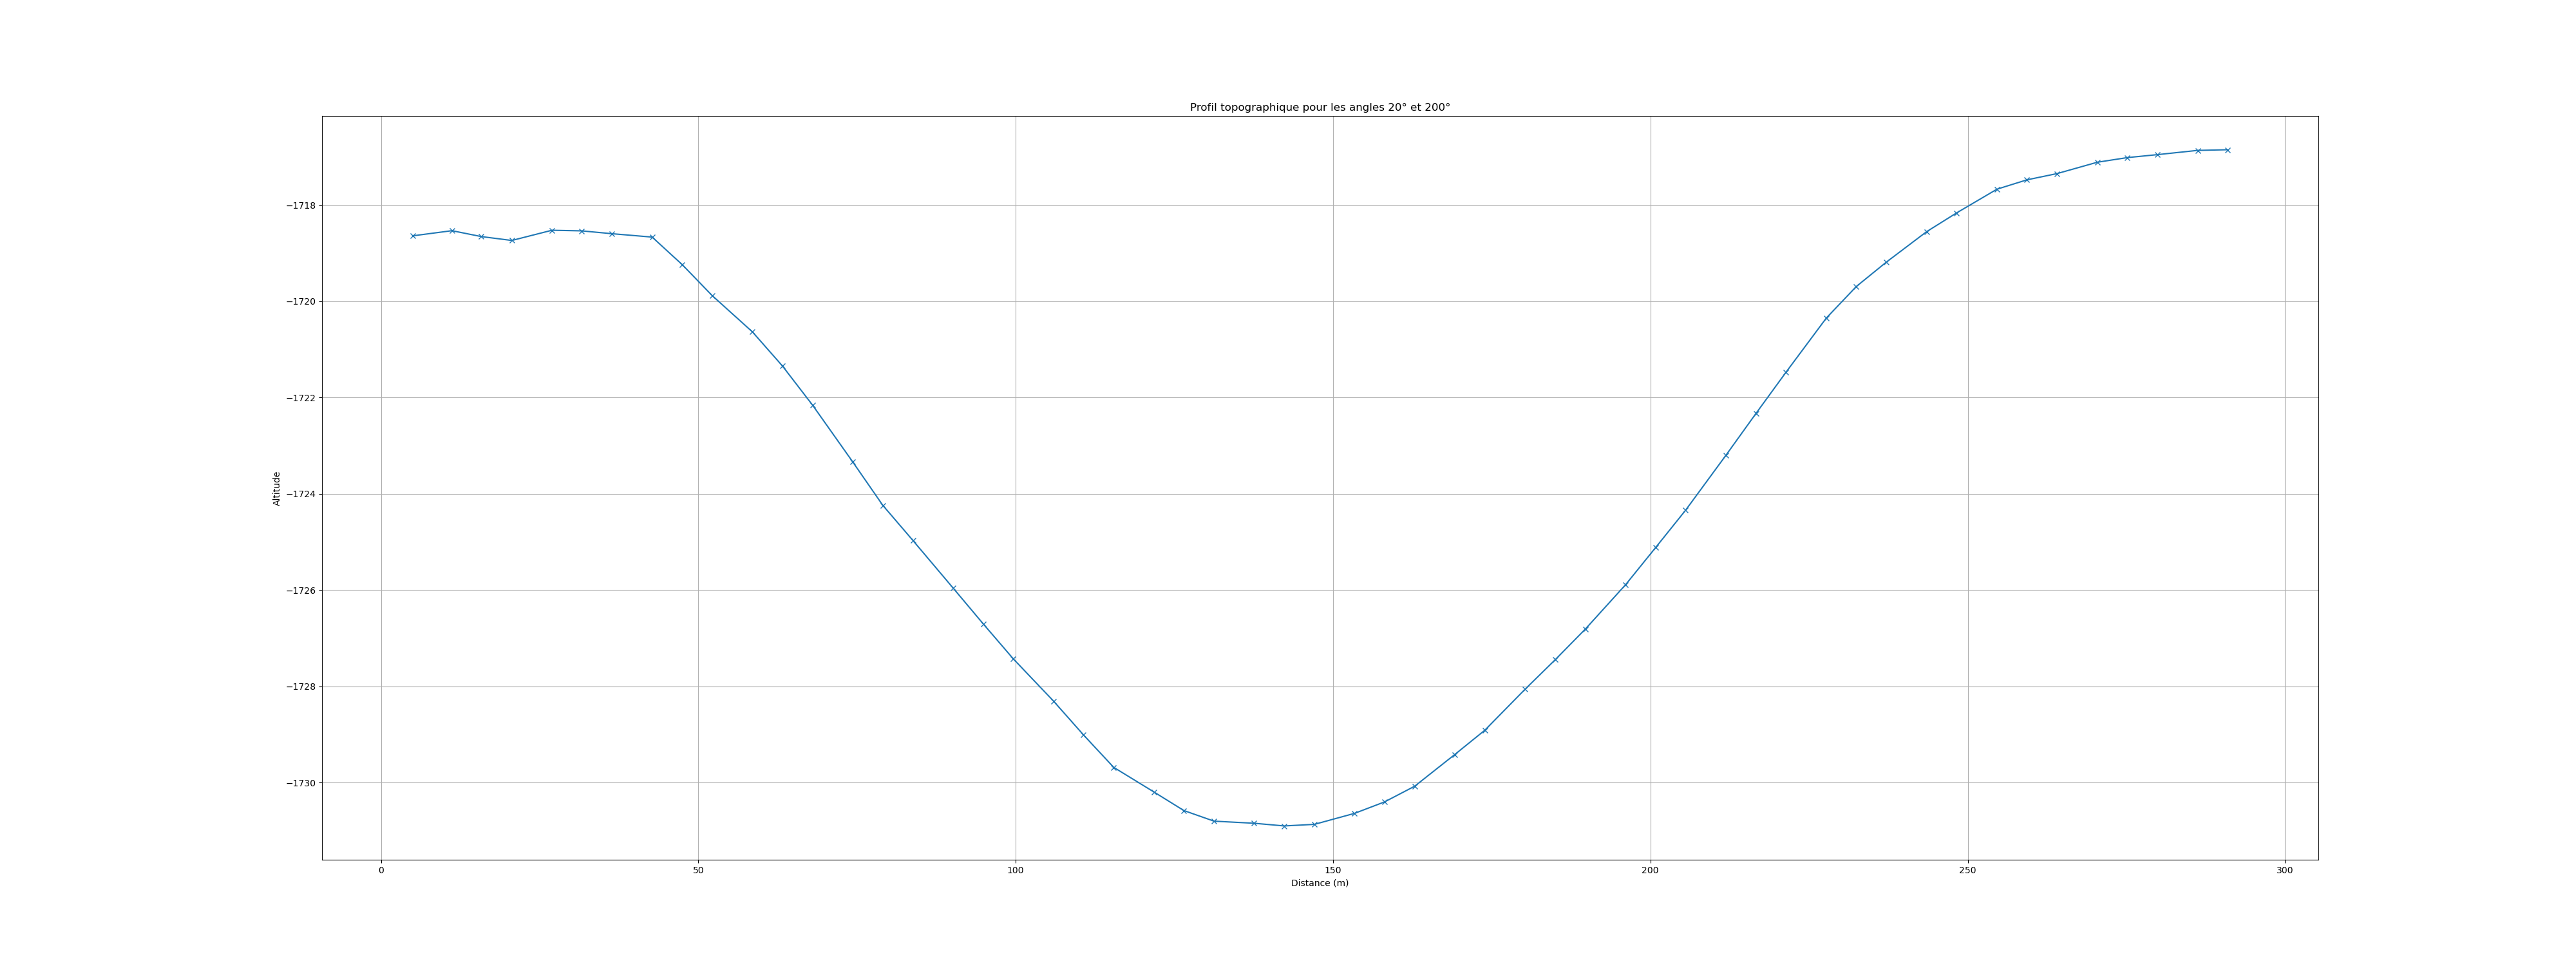 Profil topographique pour les angles 20° et 200°
Altitude
−1718
−1720
−1722
−1724
−1726
−1728
−1730
0 50 100 150 200 250 300
Distance (m)